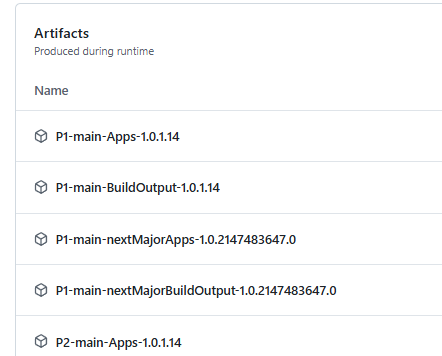 Artifacts
Produced during runtime
Name
P1-main-Apps-1.0.1.14
P1-main-BuildOutput-1.0.1.14
P1-main-nextMajorApps-1.0.2147483647.0
P1-main-nextMajorBuildOutput-1.0.2147483647.0
P2-main-Apps-1.0.1.14